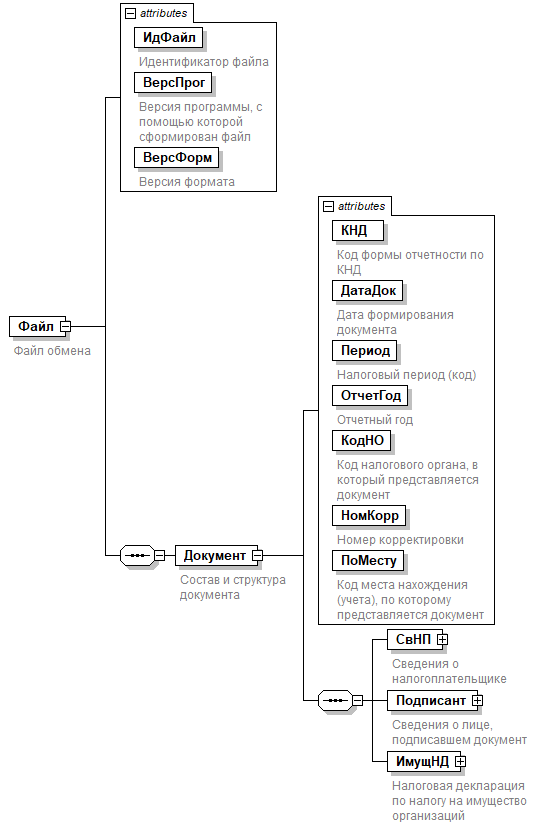 attributes
ИдФайл
Идентификатор файла
ВерсПрог
Версия программы, с
помощью которой
сформирован файл
ВерсФорм
Версия формата
attributes
КНД
Код формы отчетности по
КНД
ДатаДок
Дата формирования
документа
Период
Налоговый период (код)
ОтчетГод
Отчетный год
КодНО
Код налогового органа, в
который представляется
документ
НомКорр
Номер корректировки
ПоМесту
Код места нахождения
(учета), по которому
представляется документ
Файл
Файл обмена
Документ
Состав и структура
документа
СвНП
Сведения о
налогоплательщике
Подписант
Сведения о лице,
подписавшем документ
ИмущНД
Налоговая декларация
по налогу на имущество
организаций